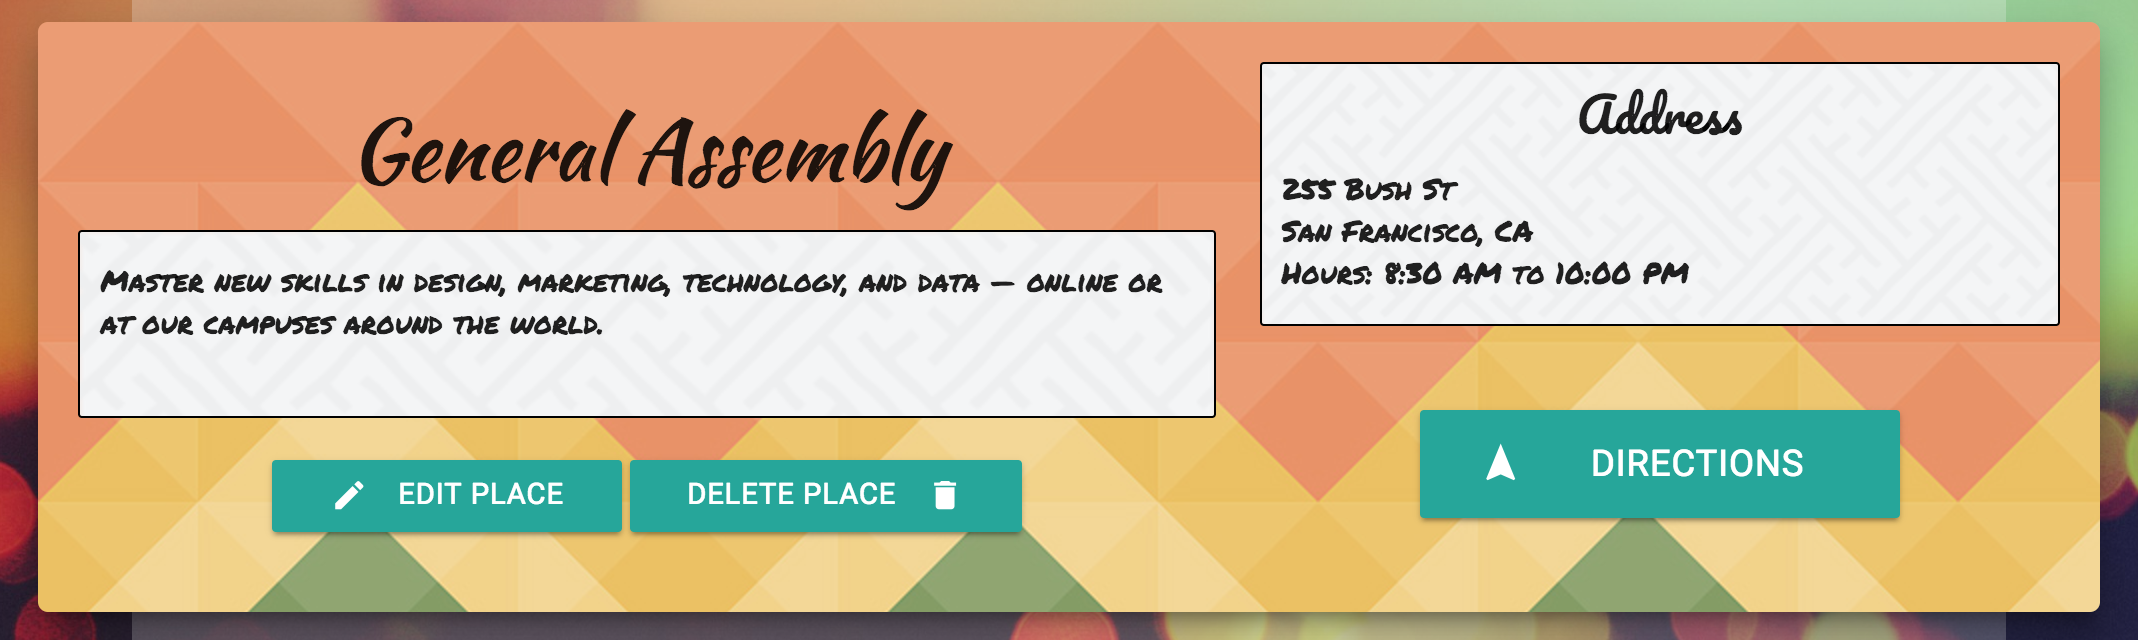 General Assembly
Master new skills in design, marketing, technology, and data — online or
at our campuses around the world.
EDIT PLACE
DELETE PLACE
Address
255 Bush St
San Francisco, CA
Hours: 8:30 AM to 10:00 PM
DIRECTIONS